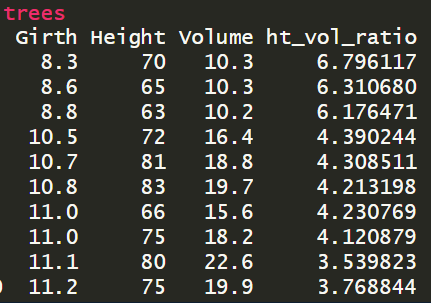 trees
Girth Height Volume ht_vol_ratio
8.3 70 10.3 6.796117
8.6 65 10.3 6.310680
8.8 63 10.2 6.176471
10.5 72 16.4 4.390244
10.7 81 18.8 4.308511
10.8 83 19.7 4.213198
11.0 66 15.6 4.230769
11.0 75 18.2 4.120879
11.1 80 22.6 3.539823
11.2 75 19.9 3.768844